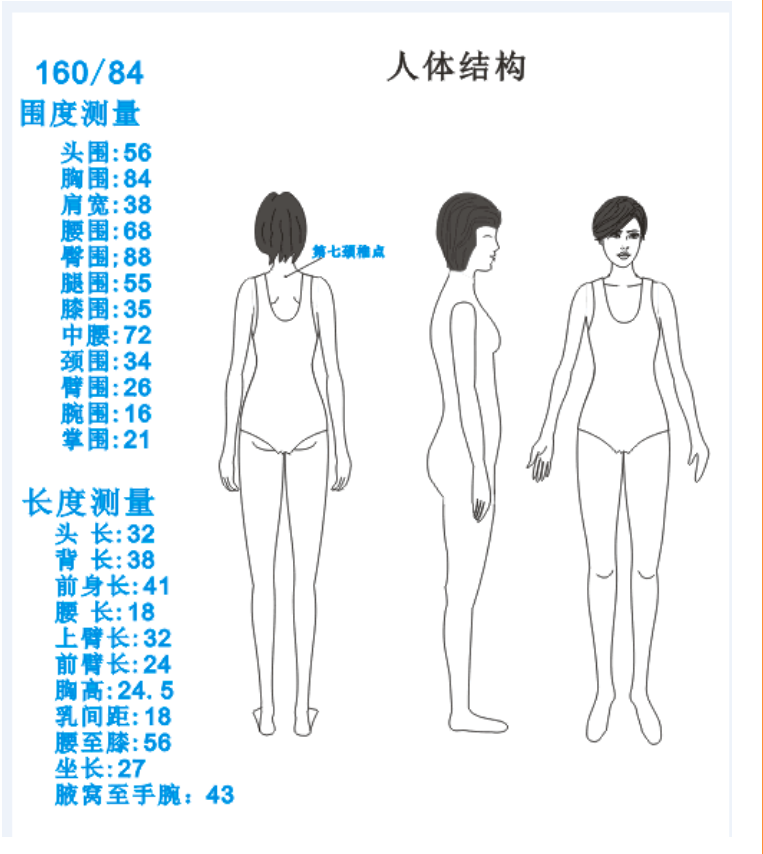 人体结构
160/84
围度测量
头围:56
胸围:84
肩宽:38
腰围:68
臀围;88
腿围:55
膝围:35
中腰:72
颈围:34
臂围:26
腕围:16
掌围:21
第七颈椎点
长度测量
头 长:32
背 长:38
前身长:41
腰 长:18
上臂长:32
前臂长:24
胸高:24.5
乳间距:18
腰至膝:56
坐长:27
腋窝至手腕：43